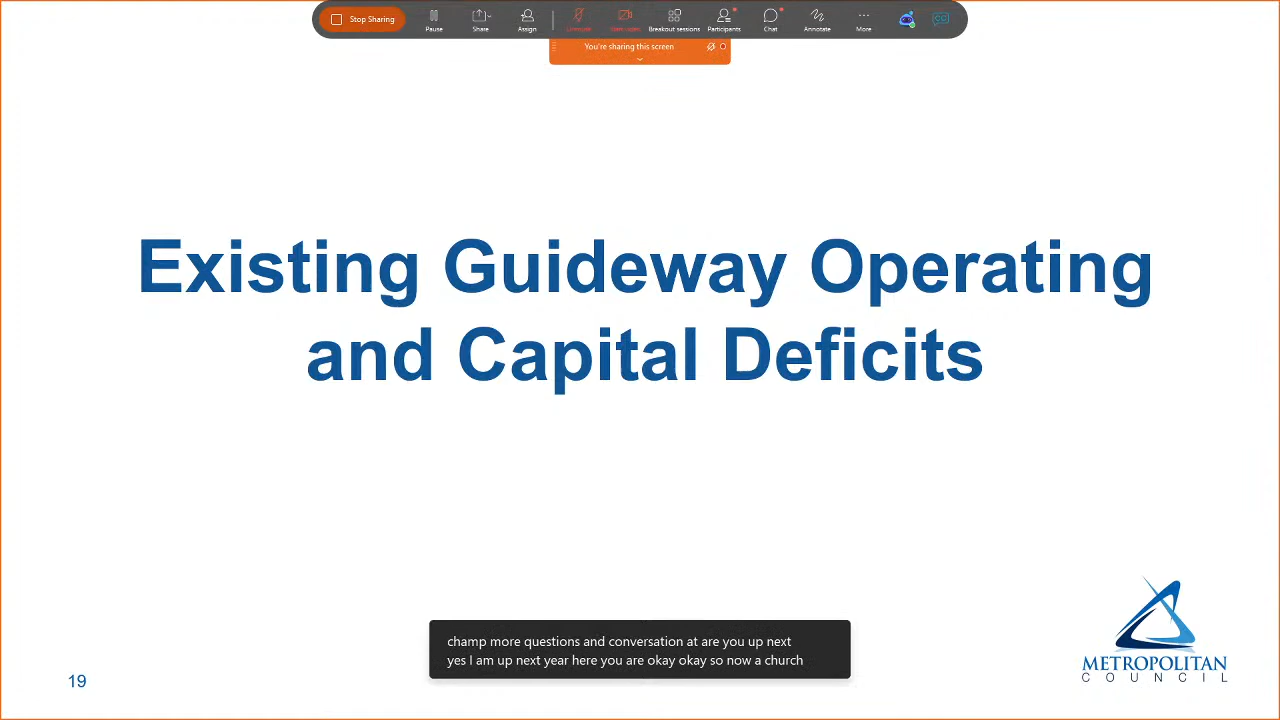 Stop Sharing
Pause
Share
Assign
Breakout sessions
Participants
Chat
Annotate
More
CC
You're sharing this screen
Existing Guideway Operating
and Capital Deficits
champ more questions and conversation at are you up next
yes I am up next year here you are okay okay so now a church
19
METROPOLITAN
COUNCIL